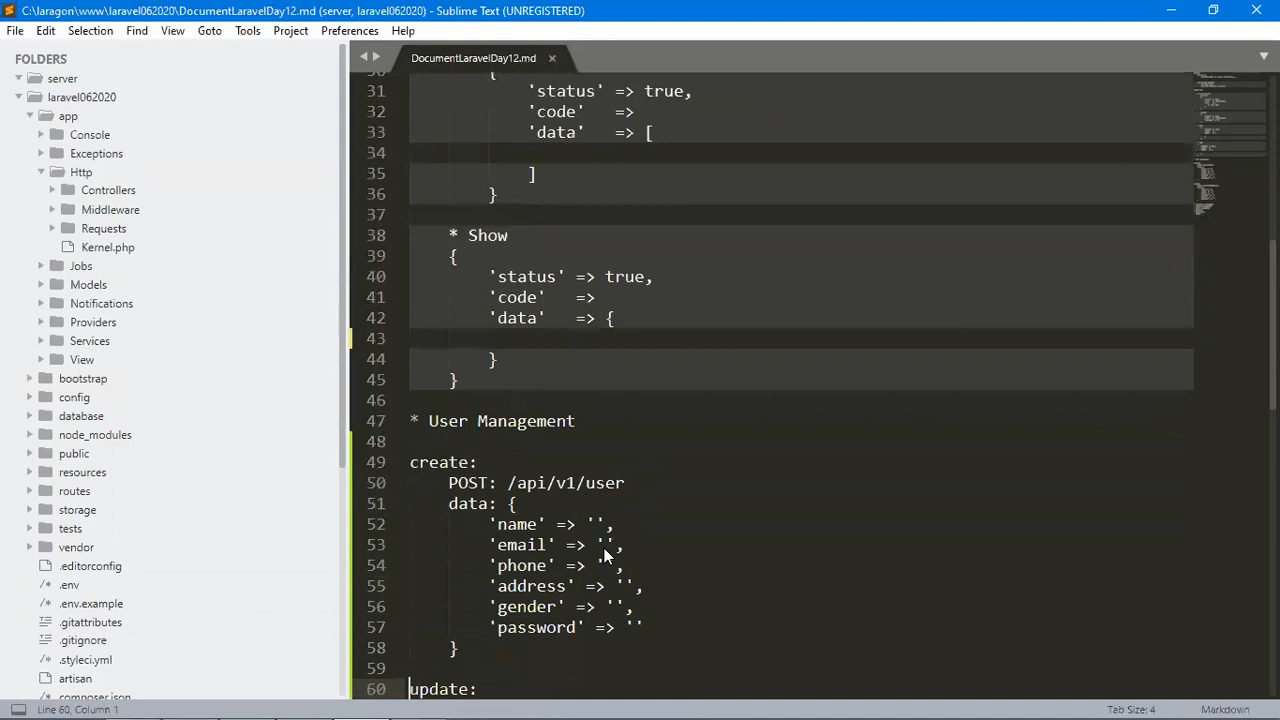 C:\laragon\www\laravel062020\DocumentLaravelDay12.md (server, laravel062020) - Sublime Text (UNREGISTERED)
File Edit Selection Find View Goto Tools Project Preferences Help
FOLDERS
server
laravel062020
app
Console
Exceptions
Http
Controllers
Middleware
Requests
Kernel.php
Jobs
Models
Notifications
Providers
Services
View
bootstrap
config
database
node_modules
public
resources
routes
storage
tests
vendor
.editorconfig
/* .env
/* .env.example
.gitattributes
.gitignore
.styleci.yml
artisan
/* composer.json
DocumentLaravelDay12.md
30 {
31 'status' => true,
32 'code' =>
33 'data' => [
34
35 ]
36 }
37
38 * Show
39 {
40 'status' => true,
41 'code' =>
42 'data' => {
43
44 }
45 }
46
47 * User Management
48
49 create:
50 POST: /api/v1/user
51 data: {
52 'name' => '',
53 'email' => '',
54 'phone' => '',
55 'address' => '',
56 'gender' => '',
57 'password' => ''
58 }
59
60 update:
Line 60, Column 1
Tab Size: 4
Markdown